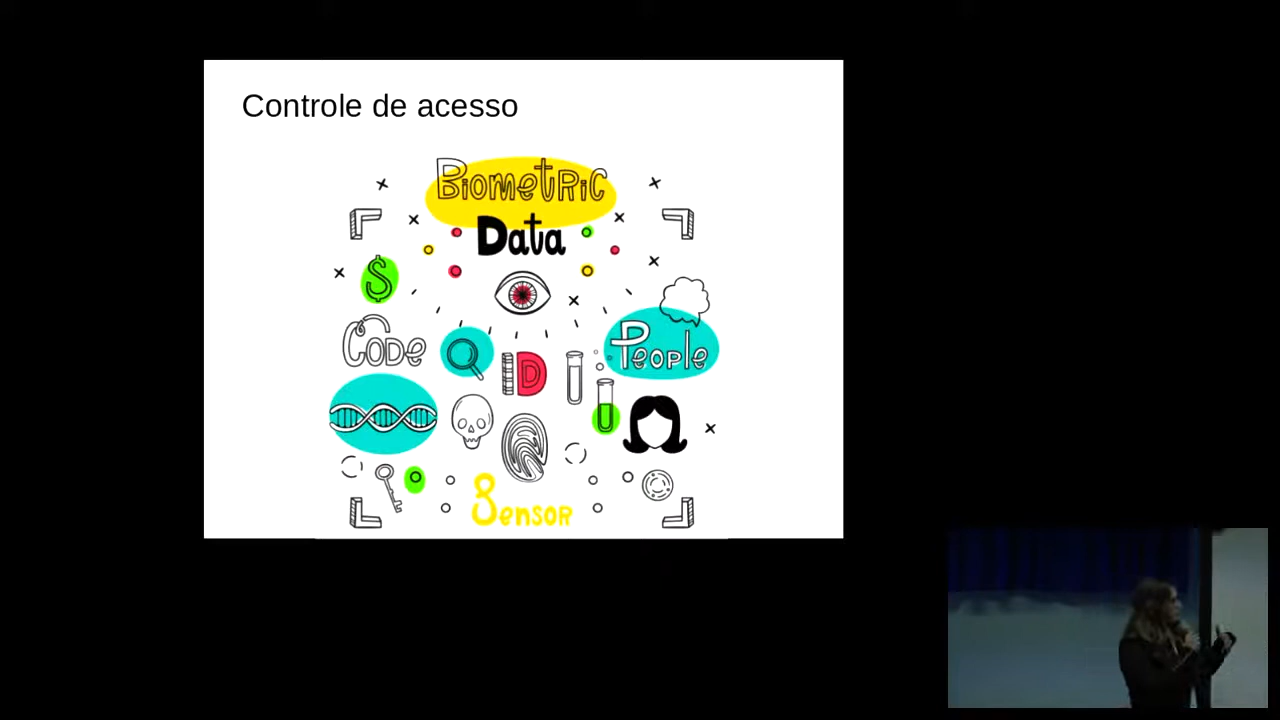 Controle de acesso
Biometric
Data
$
Code
People
ID
Sensor